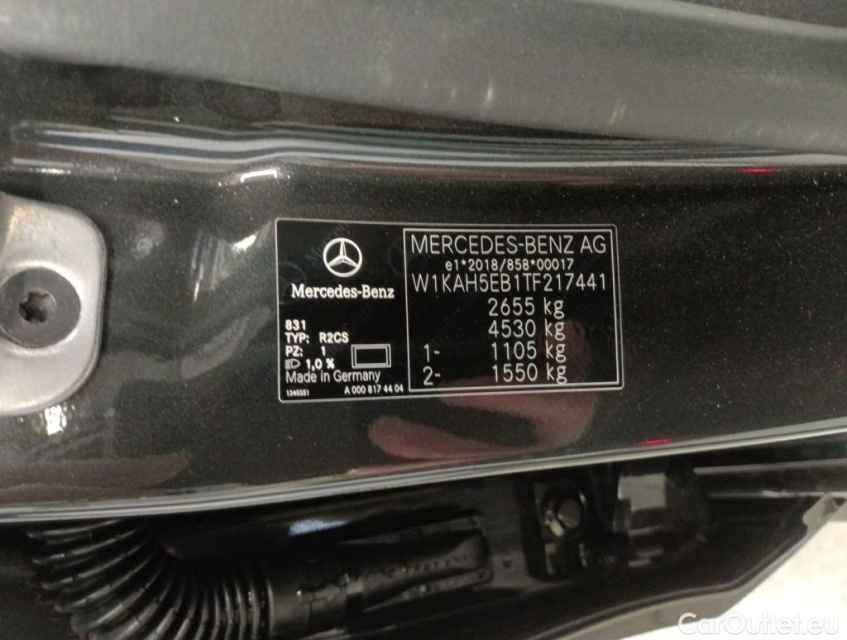 MERCEDES-BENZ AG
e1*2018/858*00017
W1KAH5EB1TF217441
2655 kg
4530 kg
1- 1105 kg
2- 1550 kg
Mercedes-Benz
831
TYP: R2CS
PZ: 1
1,0 %
Made in Germany
A 000 817 44 04
CarOutlet.eu